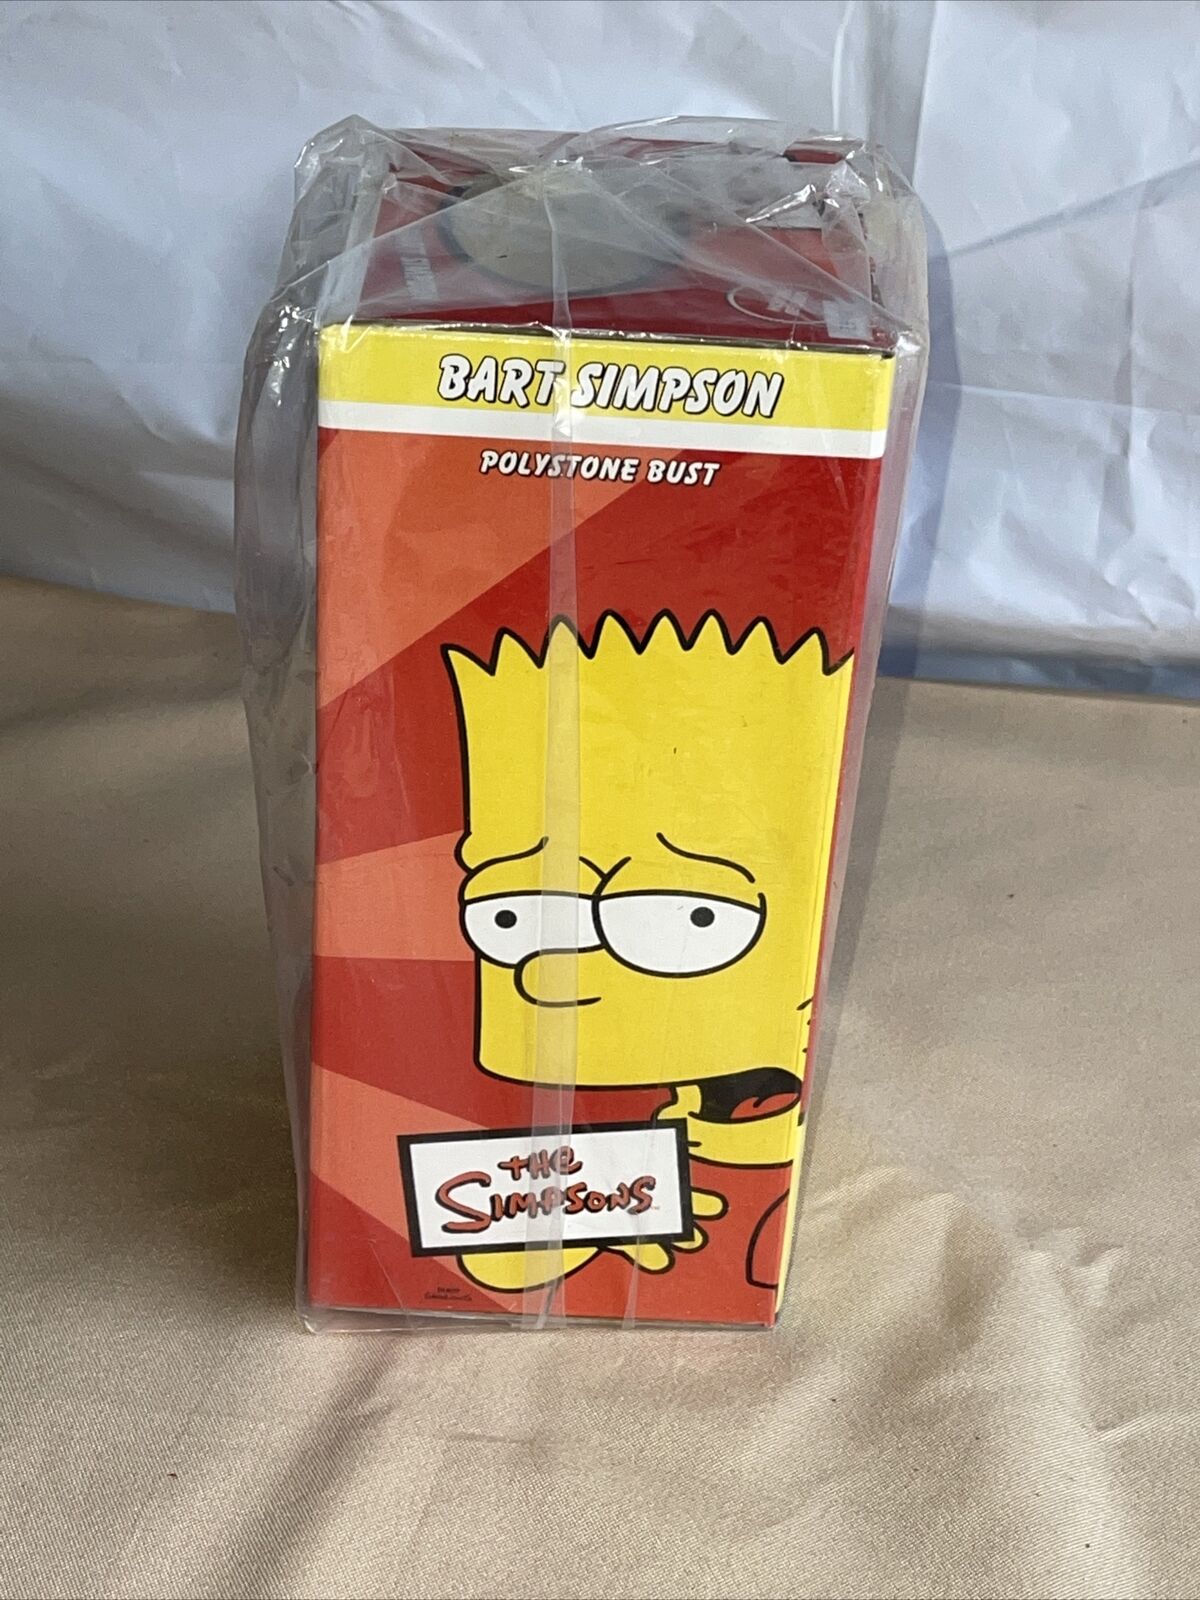 BART SIMPSON
POLYSTONE BUST
THE
SIMPSONS